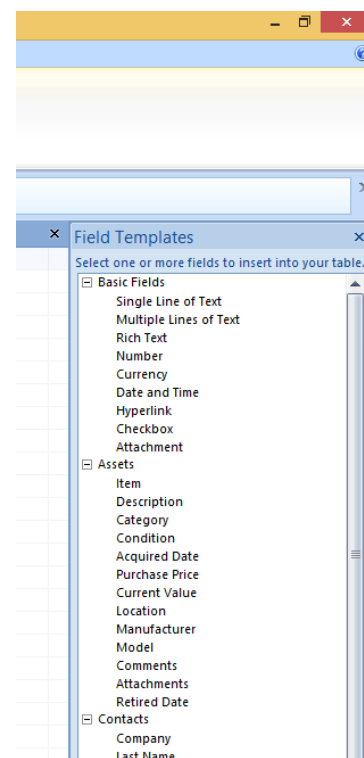 Field Templates
Select one or more fields to insert into your table.
Basic Fields
Single Line of Text
Multiple Lines of Text
Rich Text
Number
Currency
Date and Time
Hyperlink
Checkbox
Attachment
Assets
Item
Description
Category
Condition
Acquired Date
Purchase Price
Current Value
Location
Manufacturer
Model
Comments
Attachments
Retired Date
Contacts
Company
Last Name